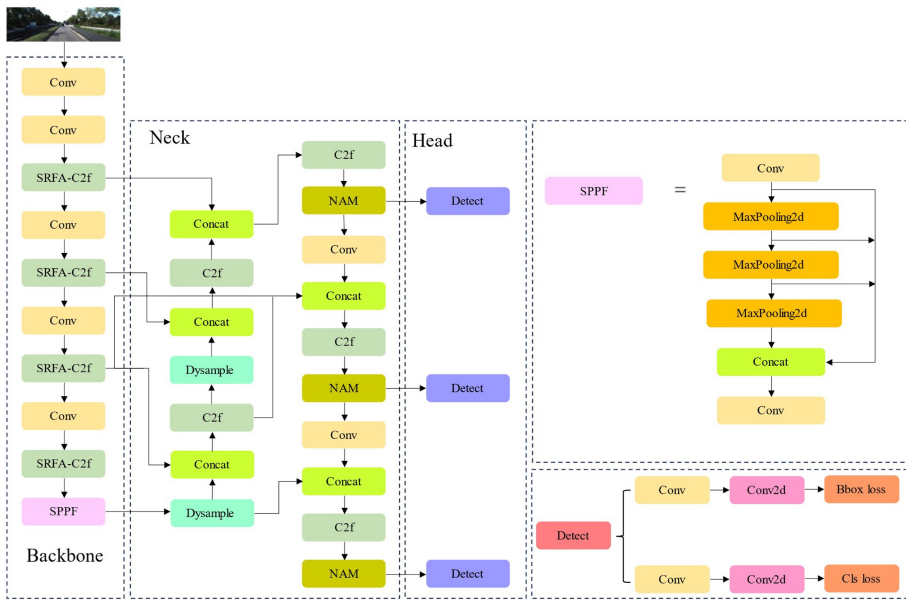 Conv
Conv
SRFA-C2f
Conv
SRFA-C2f
Conv
SRFA-C2f
Conv
SRFA-C2f
SPPF
Backbone
Neck
Concat
C2f
Concat
Dysample
C2f
Concat
Dysample
C2f
NAM
Conv
Concat
C2f
NAM
Conv
Concat
C2f
NAM
Head
Detect
Detect
Detect
SPPF
=
Conv
MaxPooling2d
MaxPooling2d
MaxPooling2d
Concat
Conv
Detect
Conv
Conv2d
Bbox loss
Conv
Conv2d
Cls loss